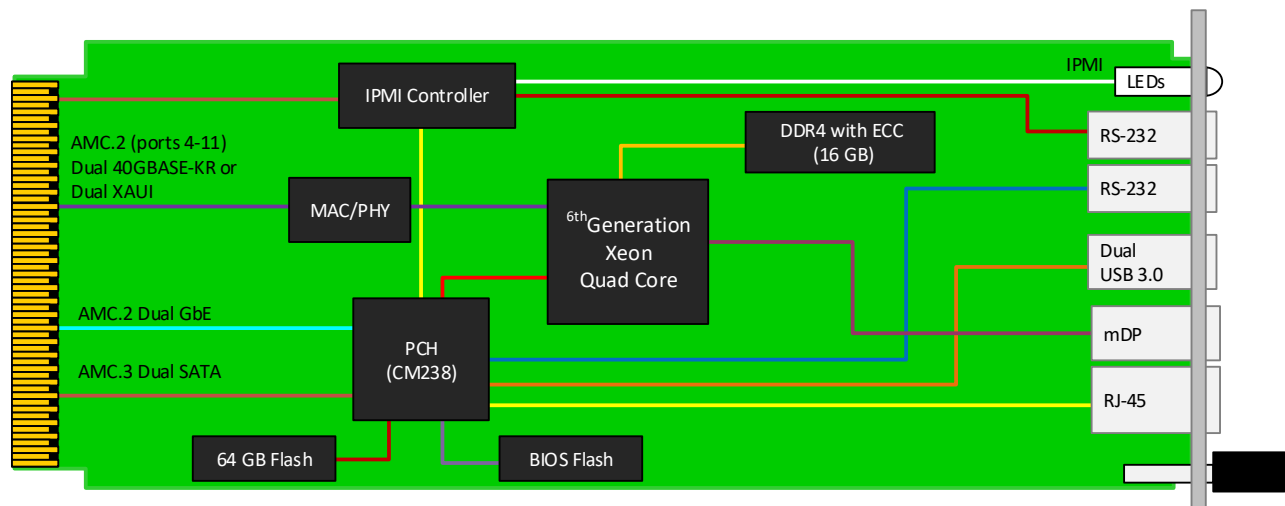 IPMI
LEDs
IPMI Controller
RS-232
DDR4 with ECC
(16 GB)
AMC.2 (ports 4-11)
Dual 40GBASE-KR or
Dual XAUI
RS-232
MAC/PHY
6th Generation
Xeon
Quad Core
Dual
USB 3.0
AMC.2 Dual GbE
mDP
PCH
(CM238)
AMC.3 Dual SATA
RJ-45
64 GB Flash
BIOS Flash